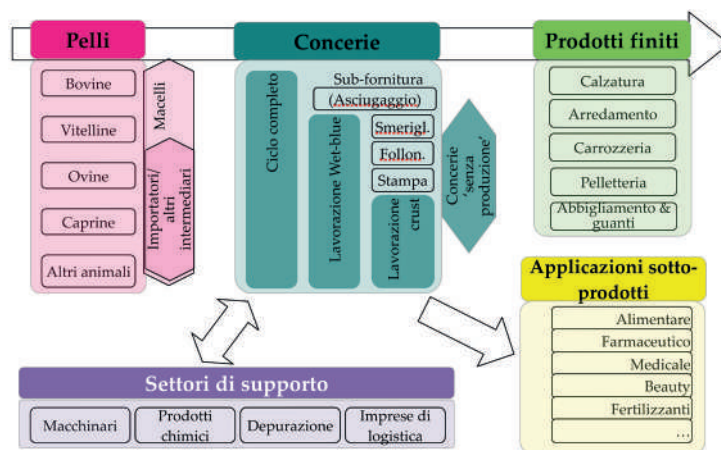 Pelli
Bovine
Vitelline
Ovine
Caprine
Altri animali
Macelli
Importatori/
altri
intermediari
Concerie
Ciclo completo
Sub-fornitura
(Asciugaggio)
Lavorazione Wet-blue
Smerigl.
Follon.
Stampa
Lavorazione
crust
Concerie
'senza
produzione'
Prodotti finiti
Calzatura
Arredamento
Carrozzeria
Pelletteria
Abbigliamento &
guanti
Applicazioni sotto-
prodotti
Alimentare
Farmaceutico
Medicale
Beauty
Fertilizzanti
...
Settori di supporto
Macchinari
Prodotti
chimici
Depurazione
Imprese di
logistica